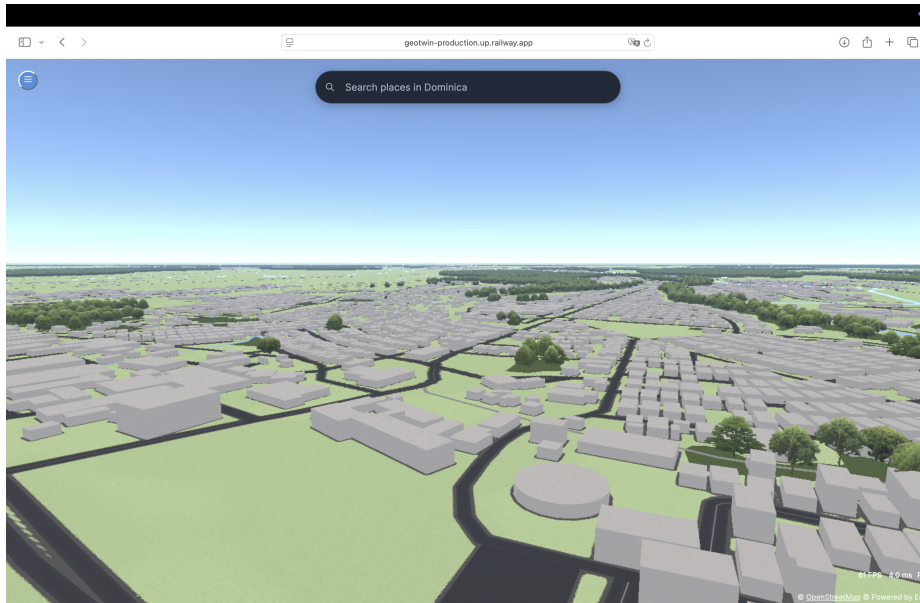 geotwin-production.up.railway.app
Search places in Dominica
61 FPS 4.0 ms
© OpenStreetMap © Powered by